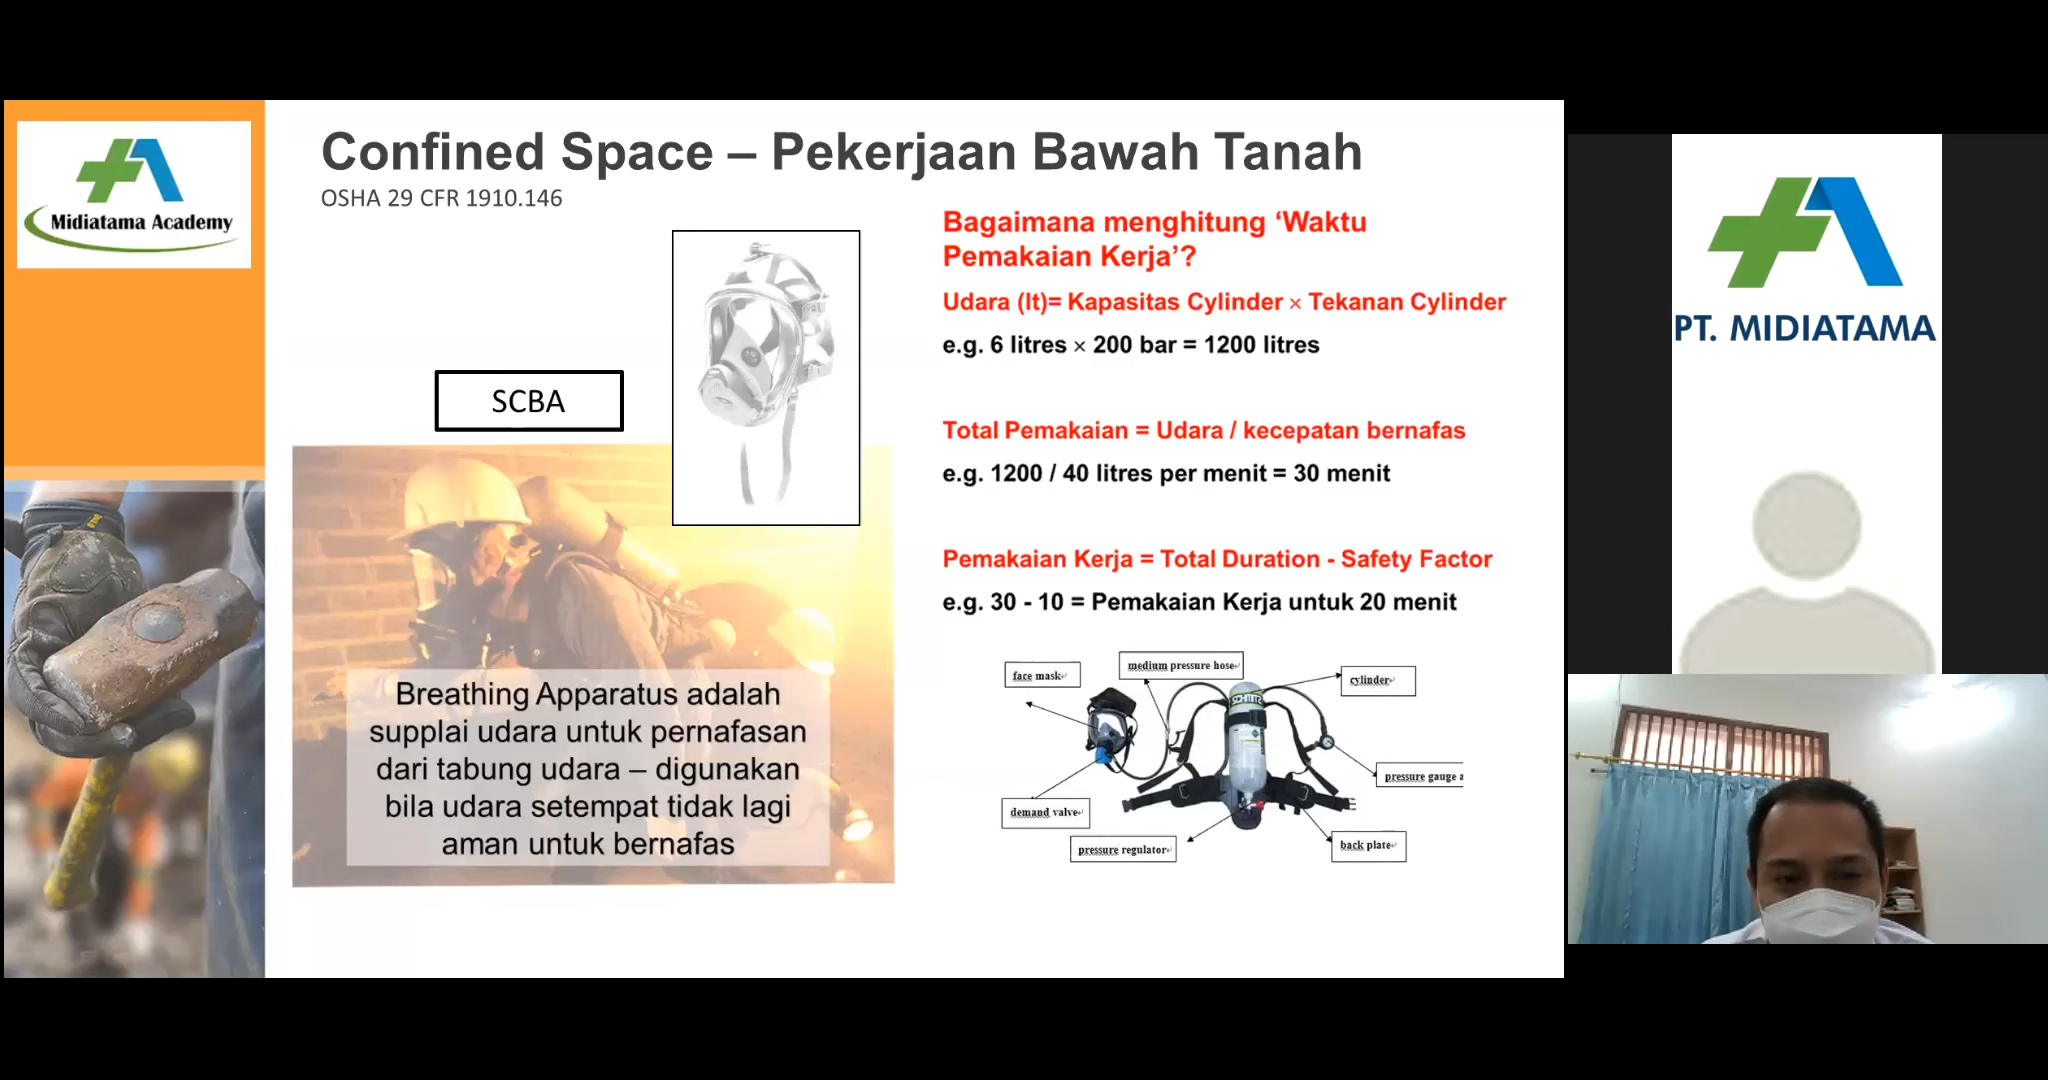 Midiatama Academy
Confined Space – Pekerjaan Bawah Tanah
OSHA 29 CFR 1910.146
SCBA
Breathing Apparatus adalah
supplai udara untuk pernafasan
dari tabung udara – digunakan
bila udara setempat tidak lagi
aman untuk bernafas
Bagaimana menghitung ‘Waktu
Pemakaian Kerja’?
Udara (lt)= Kapasitas Cylinder × Tekanan Cylinder
e.g. 6 litres × 200 bar = 1200 litres
Total Pemakaian = Udara / kecepatan bernafas
e.g. 1200 / 40 litres per menit = 30 menit
Pemakaian Kerja = Total Duration - Safety Factor
e.g. 30 - 10 = Pemakaian Kerja untuk 20 menit
face mask
medium pressure hose
cylinder
pressure gauge a
demand valve
pressure regulator
back plate
PT. MIDIATAMA